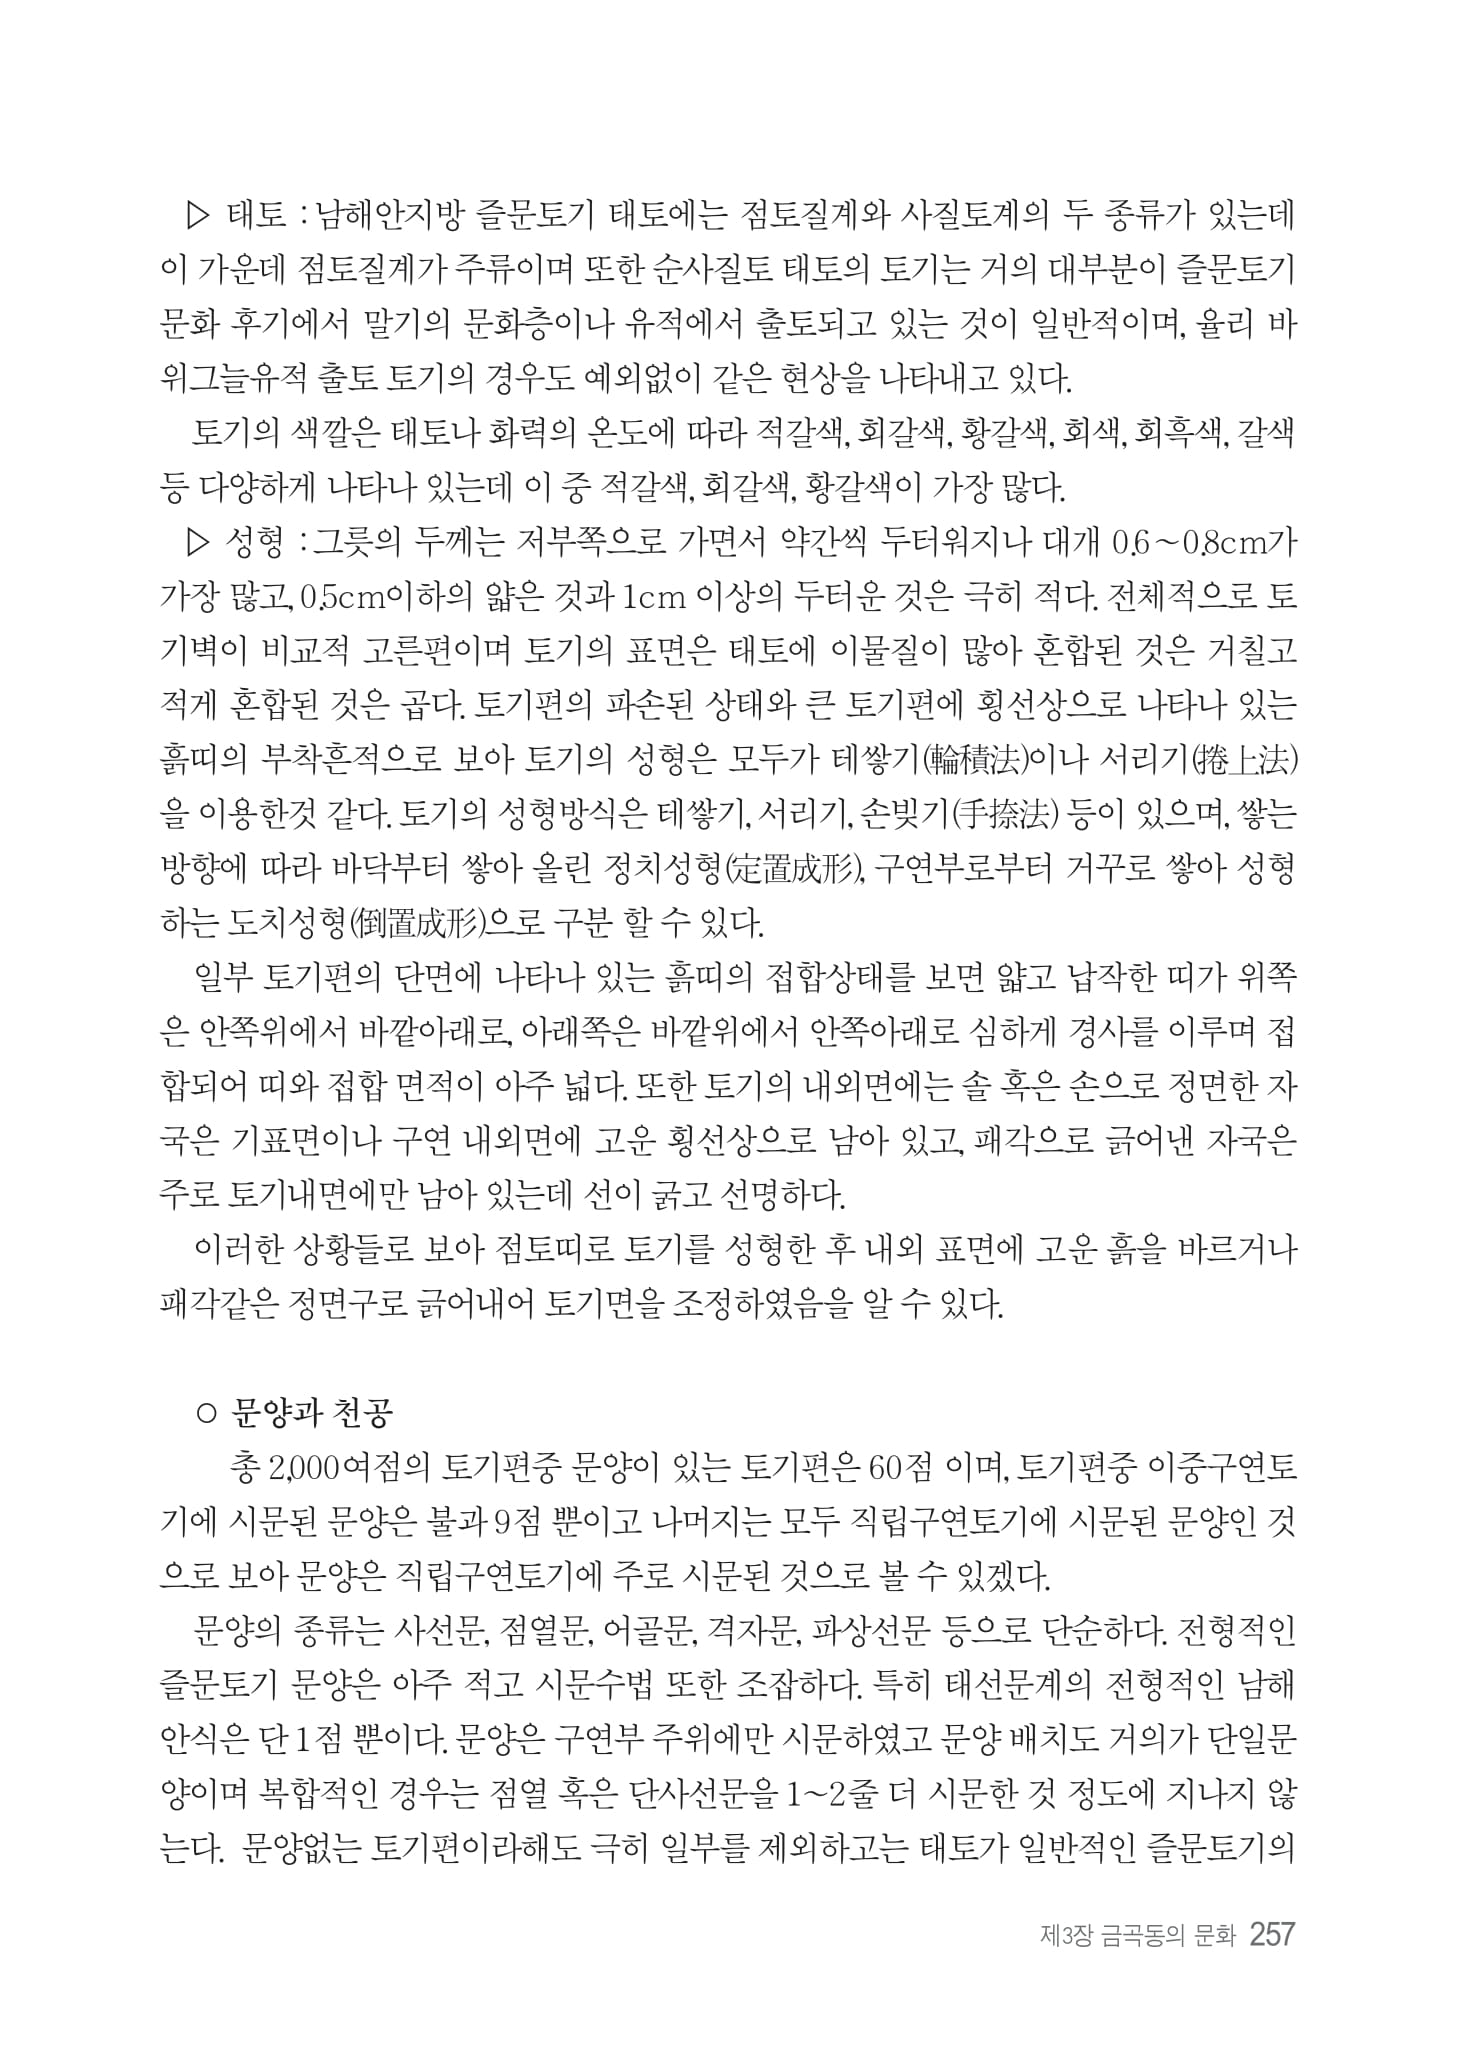 ▷ 태토 : 남해안지방 즐문토기 태토에는 점토질계와 사질토계의 두 종류가 있는데
이 가운데 점토질계가 주류이며 또한 순사질토 태토의 토기는 거의 대부분이 즐문토기
문화 후기에서 말기의 문화층이나 유적에서 출토되고 있는 것이 일반적이며, 율리 바
위그늘유적 출토 토기의 경우도 예외없이 같은 현상을 나타내고 있다.
토기의 색깔은 태토나 화력의 온도에 따라 적갈색, 회갈색, 황갈색, 회색, 회흑색, 갈색
등 다양하게 나타나 있는데 이 중 적갈색, 회갈색, 황갈색이 가장 많다.
▷ 성형 : 그릇의 두께는 저부쪽으로 가면서 약간씩 두터워지나 대개 0.6~0.8cm가
가장 많고, 0.5cm이하의 얇은 것과 1cm 이상의 두터운 것은 극히 적다. 전체적으로 토
기벽이 비교적 고른편이며 토기의 표면은 태토에 이물질이 많아 혼합된 것은 거칠고
적게 혼합된 것은 곱다. 토기편의 파손된 상태와 큰 토기편에 횡선상으로 나타나 있는
흙띠의 부착흔적으로 보아 토기의 성형은 모두가 테쌓기(輪積法)이나 서리기(捲上法)
을 이용한것 같다. 토기의 성형방식은 테쌓기, 서리기, 손빚기(手捺法) 등이 있으며, 쌓는
방향에 따라 바닥부터 쌓아 올린 정치성형(定置成形), 구연부로부터 거꾸로 쌓아 성형
하는 도치성형(倒置成形)으로 구분 할 수 있다.
일부 토기편의 단면에 나타나 있는 흙띠의 접합상태를 보면 얇고 납작한 띠가 위쪽
은 안쪽위에서 바깥아래로, 아래쪽은 바깥위에서 안쪽아래로 심하게 경사를 이루며 접
합되어 띠와 접합 면적이 아주 넓다. 또한 토기의 내외면에는 솔 혹은 손으로 정면한 자
국은 기표면이나 구연 내외면에 고운 횡선상으로 남아 있고, 패각으로 긁어낸 자국은
주로 토기내면에만 남아 있는데 선이 굵고 선명하다.
이러한 상황들로 보아 점토띠로 토기를 성형한 후 내외 표면에 고운 흙을 바르거나
패각같은 정면구로 긁어내어 토기면을 조정하였음을 알 수 있다.
○ 문양과 천공
총 2,000여점의 토기편중 문양이 있는 토기편은 60점 이며, 토기편중 이중구연토
기에 시문된 문양은 불과 9점 뿐이고 나머지는 모두 직립구연토기에 시문된 문양인 것
으로 보아 문양은 직립구연토기에 주로 시문된 것으로 볼 수 있겠다.
문양의 종류는 사선문, 점열문, 어골문, 격자문, 파상선문 등으로 단순하다. 전형적인
즐문토기 문양은 아주 적고 시문수법 또한 조잡하다. 특히 태선문계의 전형적인 남해
안식은 단 1점 뿐이다. 문양은 구연부 주위에만 시문하였고 문양 배치도 거의가 단일문
양이며 복합적인 경우는 점열 혹은 단사선문을 1~2줄 더 시문한 것 정도에 지나지 않
는다. 문양없는 토기편이라해도 극히 일부를 제외하고는 태토가 일반적인 즐문토기의
제3장 금곡동의 문화 257